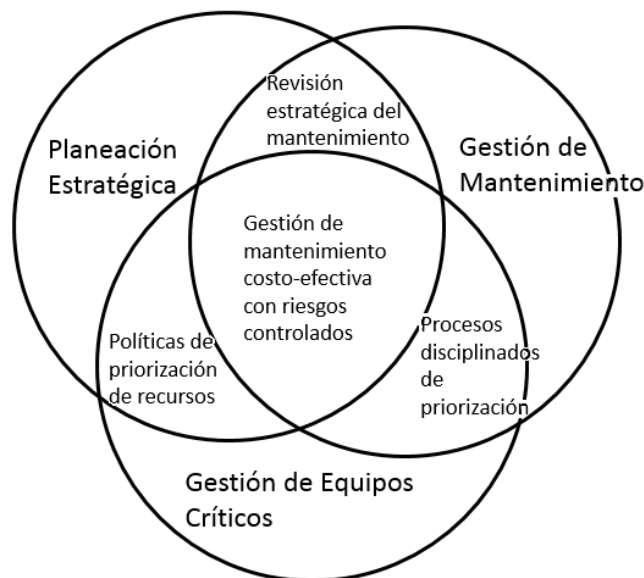 Revisión
estratégica del
mantenimiento
Planeación
Estratégica
Gestión de
Mantenimiento
Gestión de
mantenimiento
costo-efectiva
con riesgos
controlados
Políticas de
priorización
de recursos
Procesos
disciplinados
de
priorización
Gestión de Equipos
Críticos